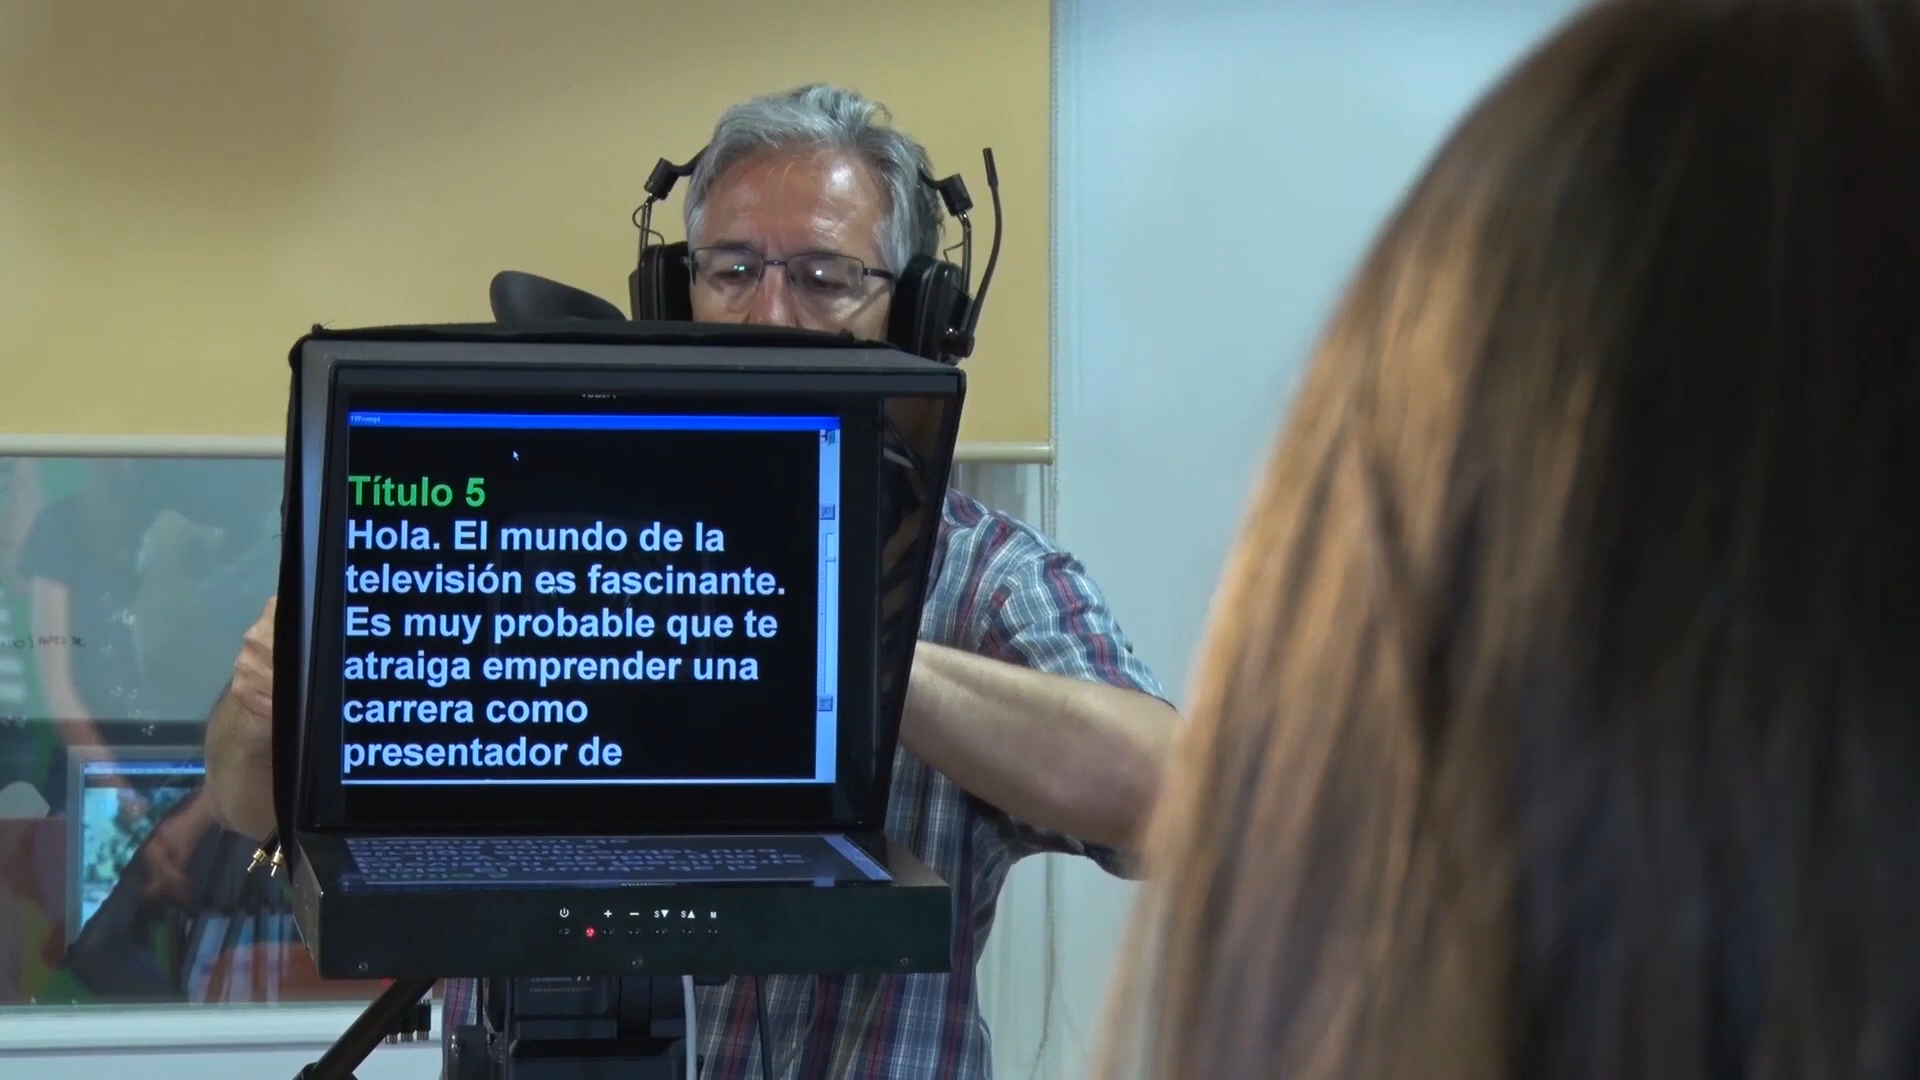 TVPrompt
Título 5
Hola. El mundo de la
televisión es fascinante.
Es muy probable que te
atraiga emprender una
carrera como
presentador de
+ − S▼ S▲ M